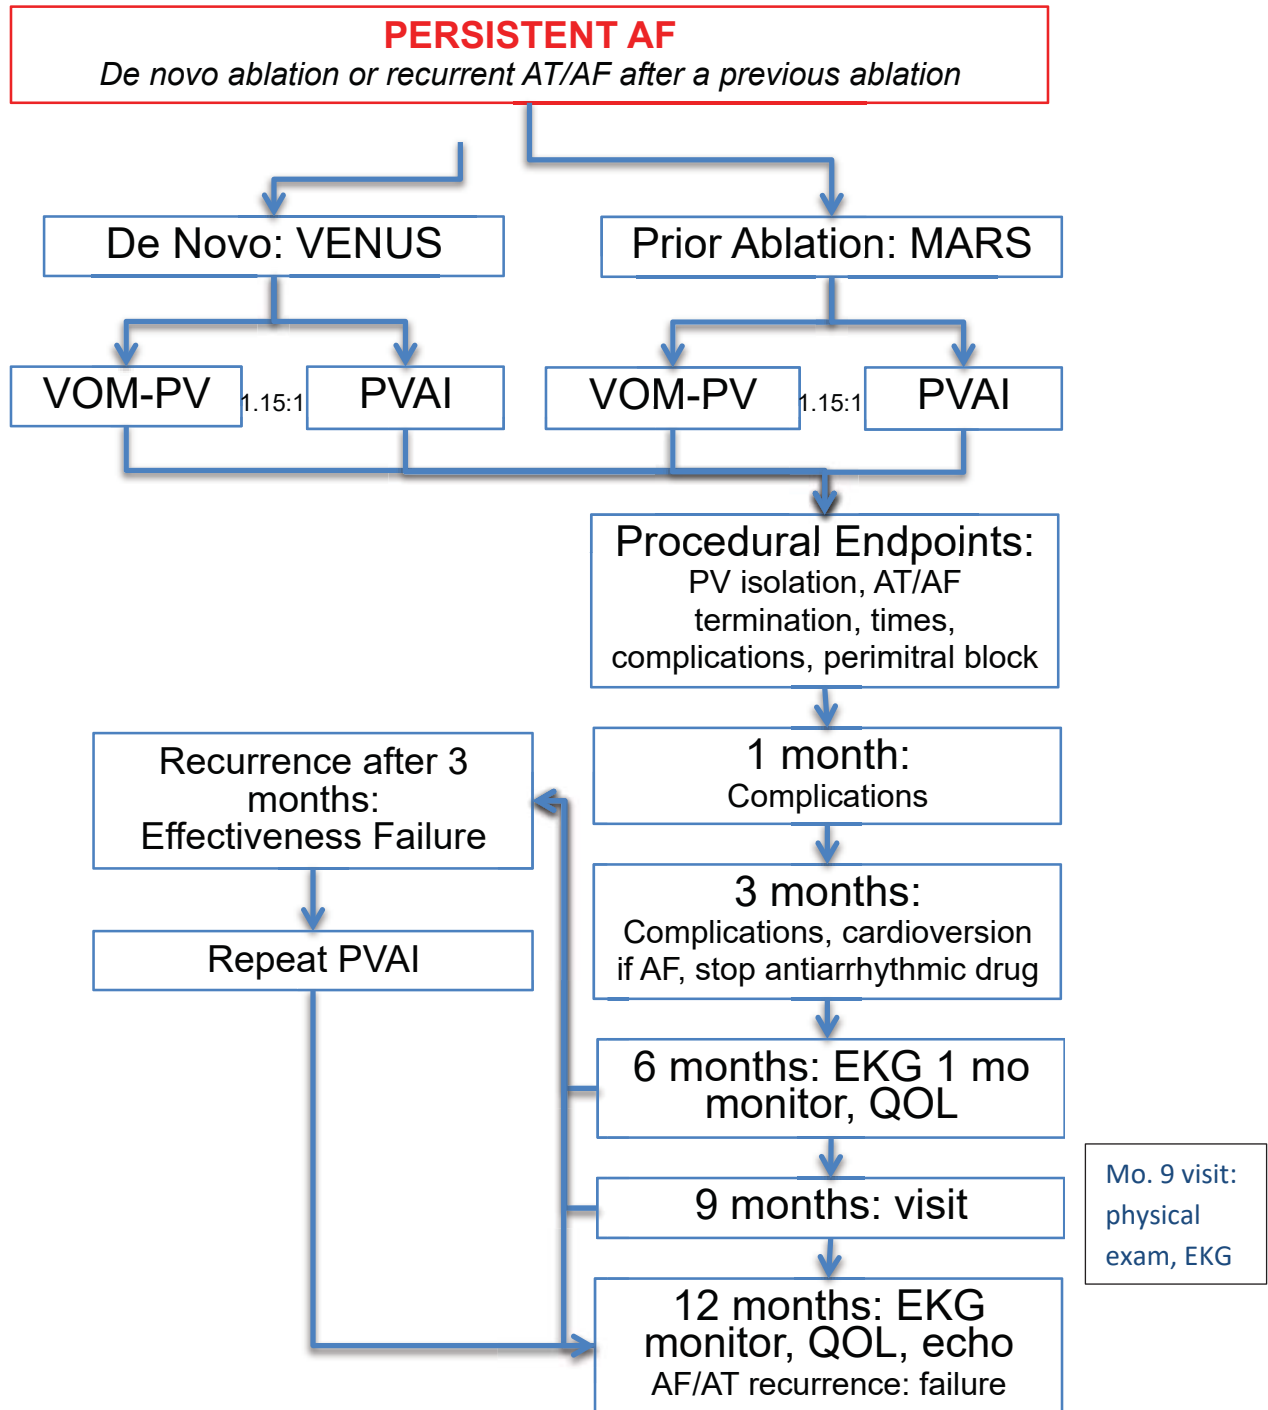 PERSISTENT AF
De novo ablation or recurrent AT/AF after a previous ablation
De Novo: VENUS
Prior Ablation: MARS
VOM-PV
1.15:1
PVAI
VOM-PV
1.15:1
PVAI
Procedural Endpoints:
PV isolation, AT/AF
termination, times,
complications, perimitral block
1 month:
Complications
Recurrence after 3
months:
Effectiveness Failure
3 months:
Complications, cardioversion
if AF, stop antiarrhythmic drug
Repeat PVAI
6 months: EKG 1 mo
monitor, QOL
9 months: visit
Mo. 9 visit:
physical
exam, EKG
12 months: EKG
monitor, QOL, echo
AF/AT recurrence: failure